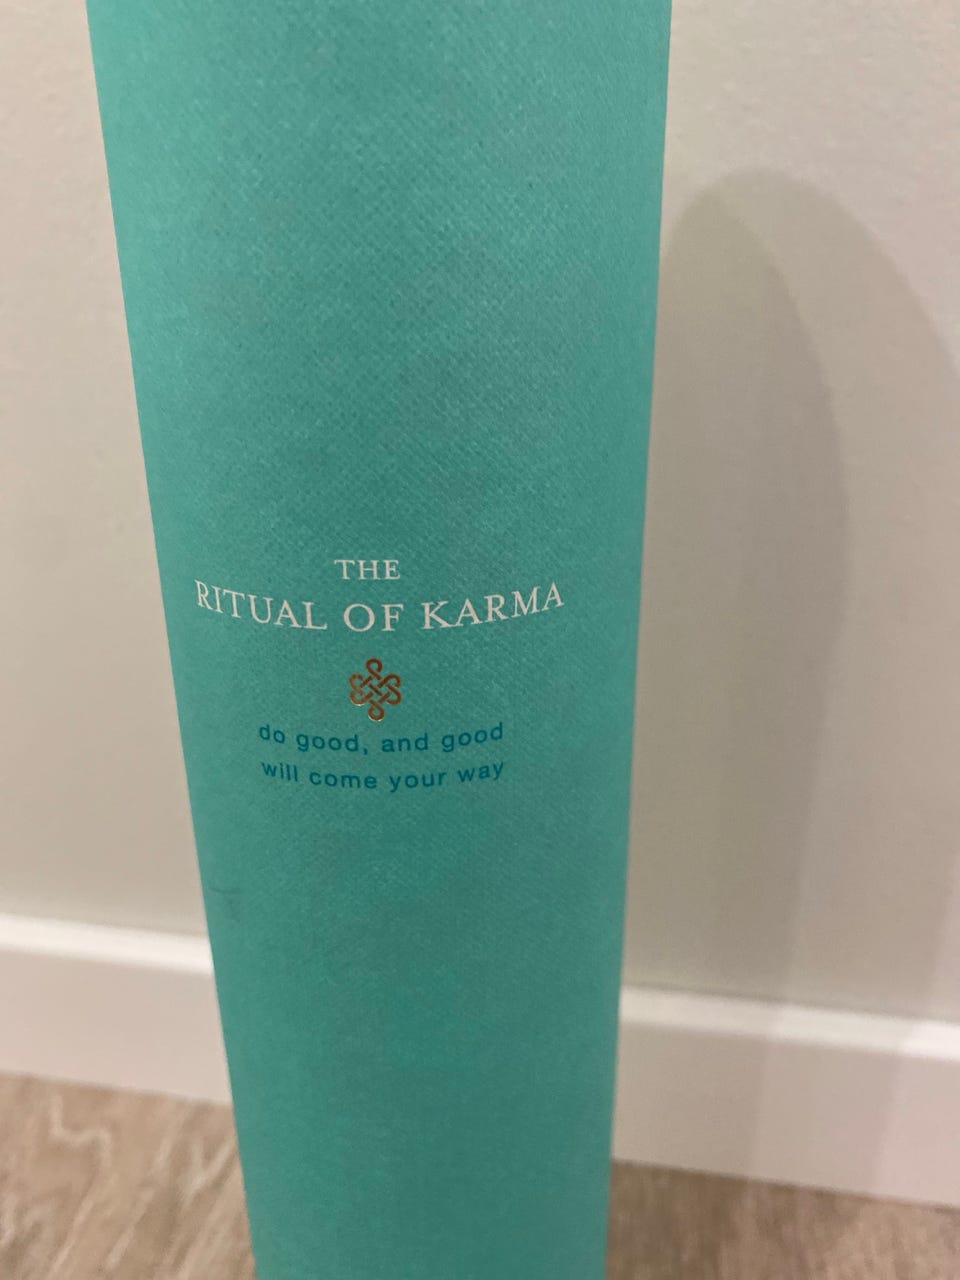 THE
RITUAL OF KARMA
do good, and good
will come your way